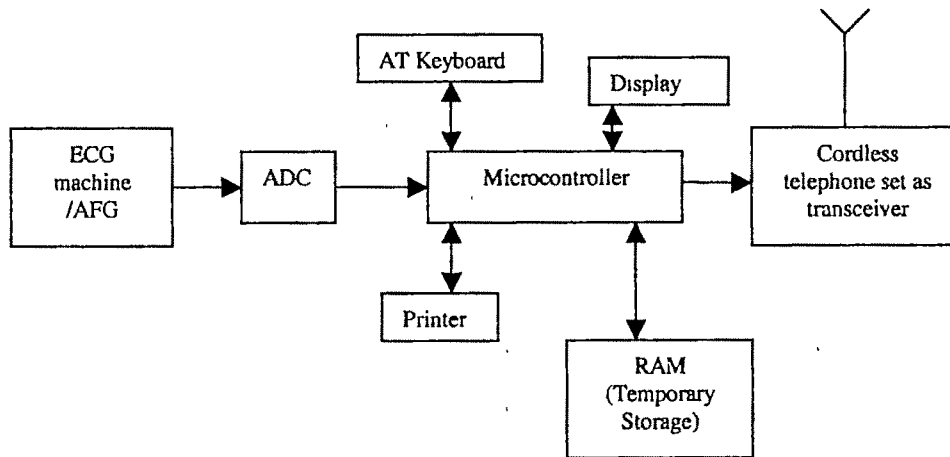 AT Keyboard
Display
ECG
machine
/AFG
ADC
Microcontroller
Cordless
telephone set as
transceiver
Printer
RAM
(Temporary
Storage)